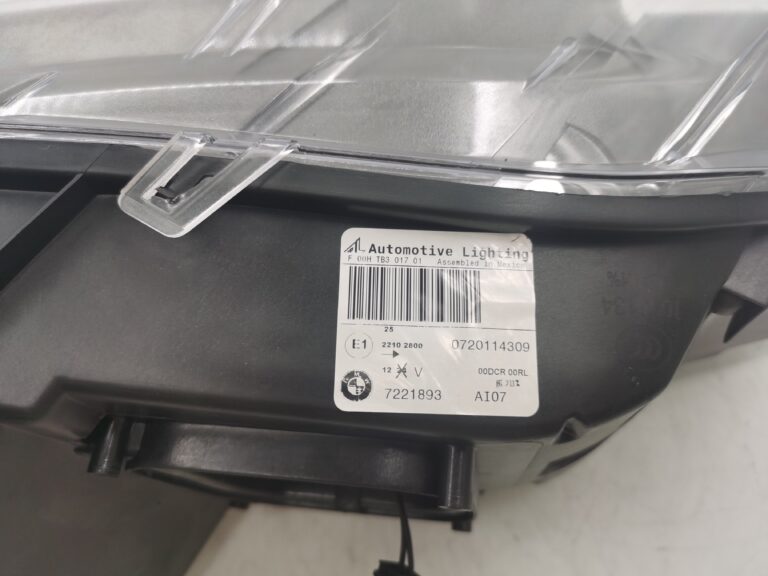 Automotive Lighting
F 00H TB3 017 01 Assembled in Mexico
25
E1 2210 2800 0720114309
12 V 00DCR 00RL
BMW
7221893 AI07